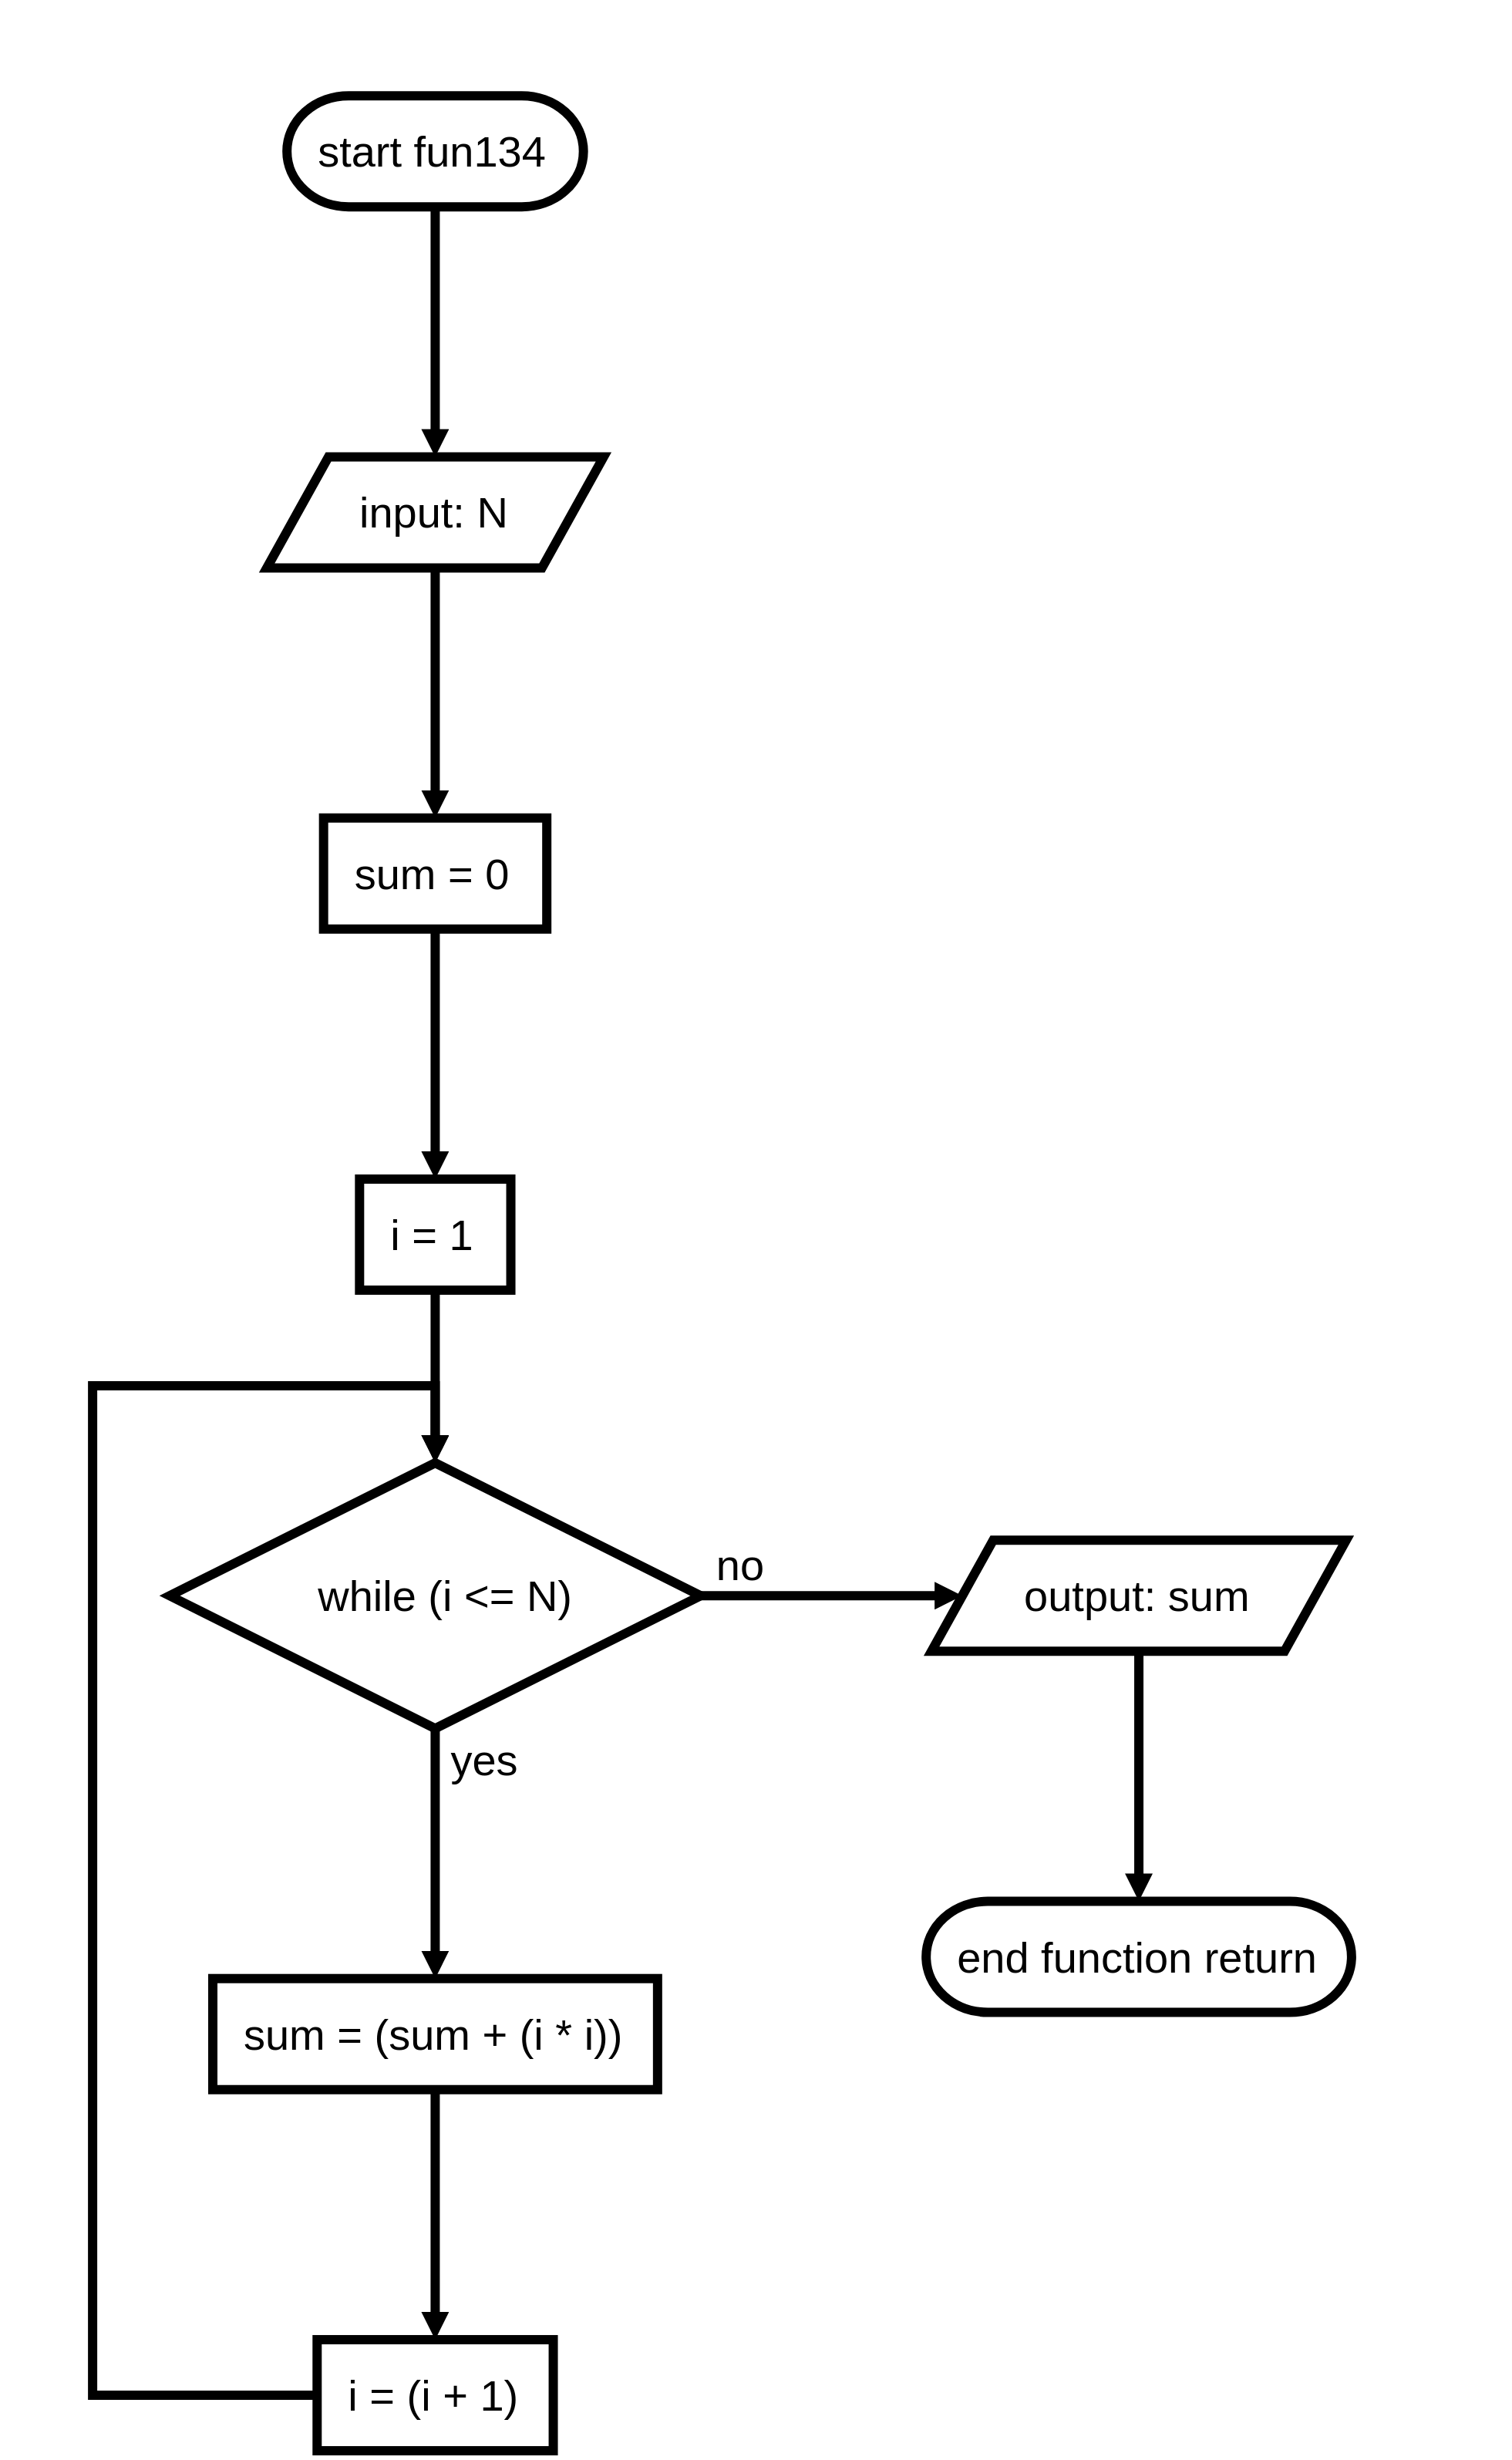 start fun134
input: N
sum = 0
i = 1
while (i <= N)
no
output: sum
yes
end function return
sum = (sum + (i * i))
i = (i + 1)